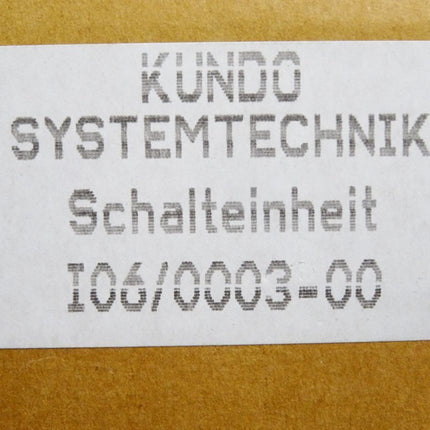 KUNDO
SYSTEMTECHNIK
Schalteinheit
I06/0003-00